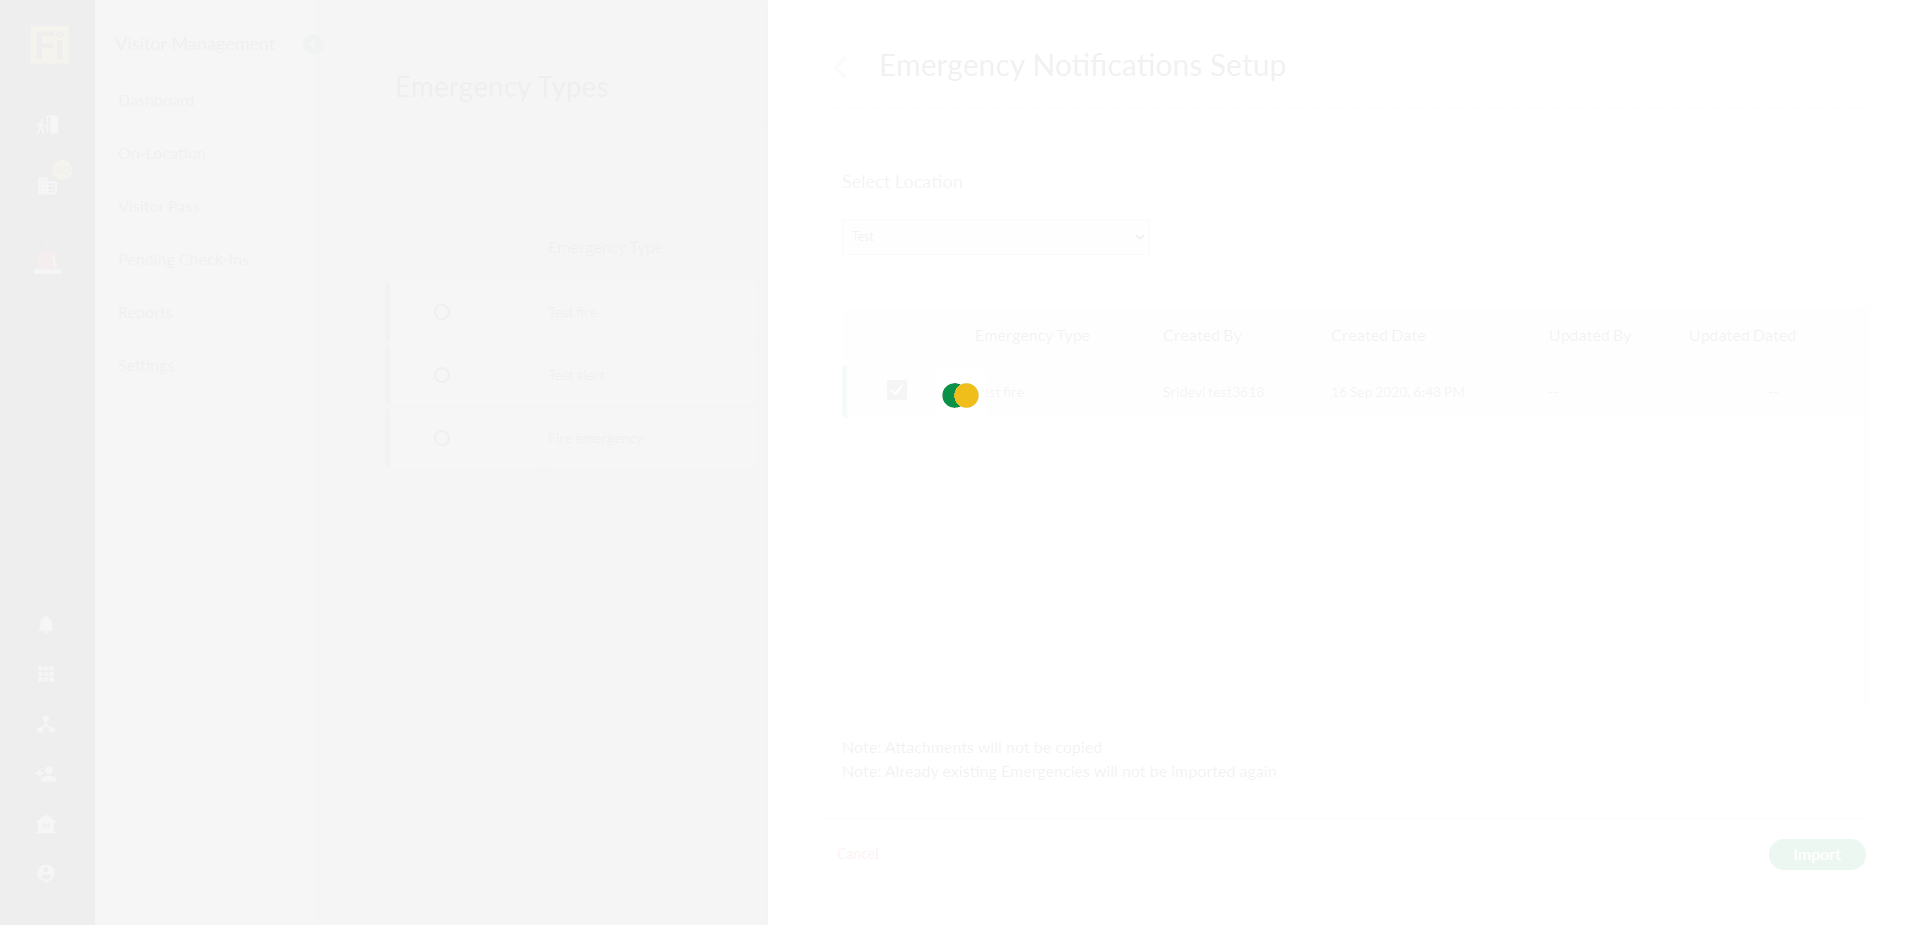 Fi
Visitor Management
Dashboard
On-Location
Visitor Pass
Pending Check-Ins
Reports
Settings
Emergency Types
Emergency Type
Test fire
Test alert
Fire emergency
Emergency Notifications Setup
Select Location
Test
Emergency Type Created By Created Date Updated By Updated Dated
st fire Sridevi test3618 16 Sep 2020, 6:48 PM -- --
Note: Attachments will not be copied
Note: Already existing Emergencies will not be imported again
Cancel
Import